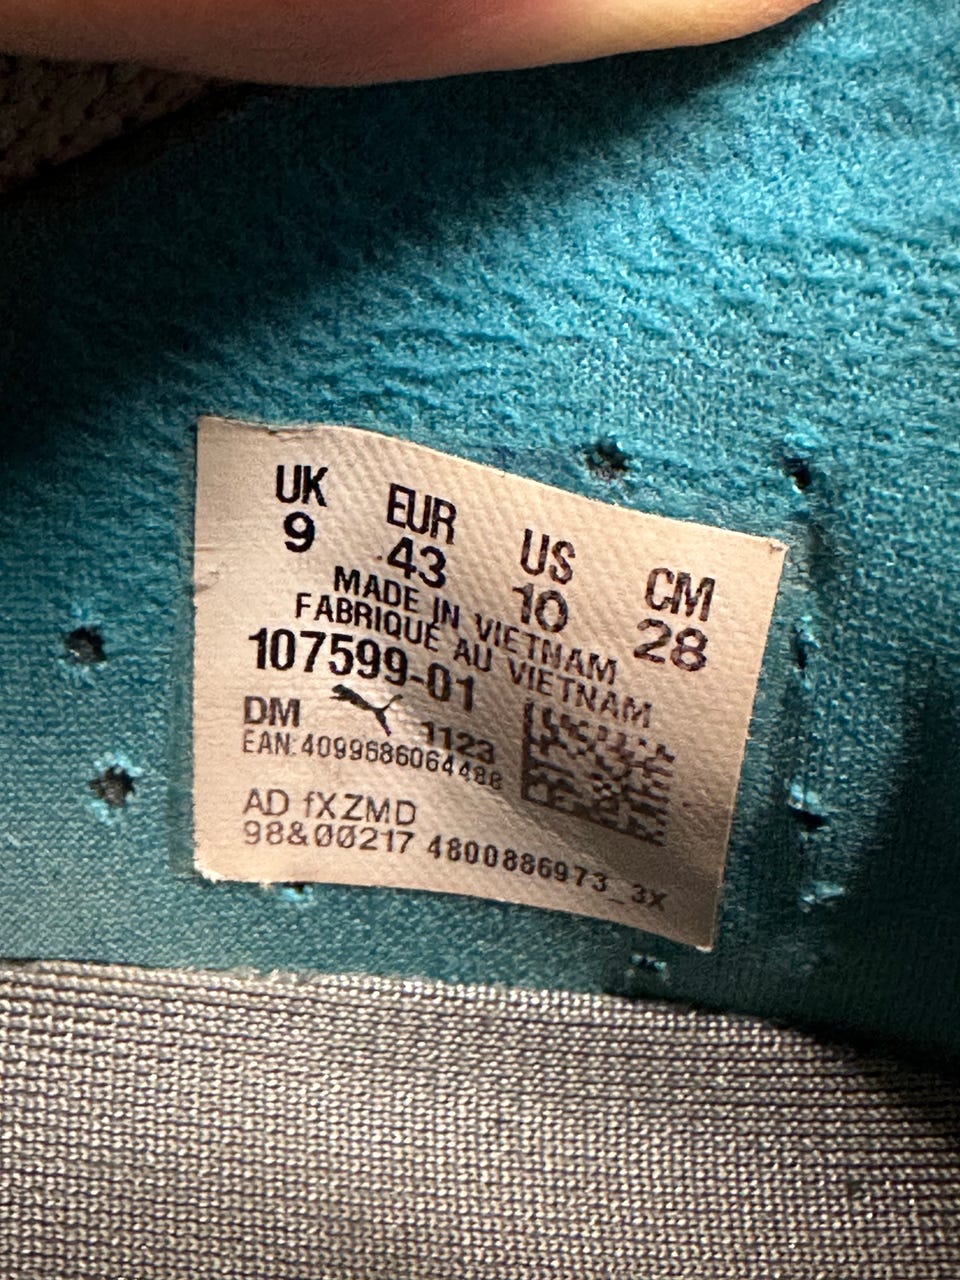 UK EUR US CM
9 43 10 28
MADE IN VIETNAM
FABRIQUÉ AU VIETNAM
107599-01
DM 1123
EAN:4099686064488
AD fXZMD
98&00217 4800886973_3X